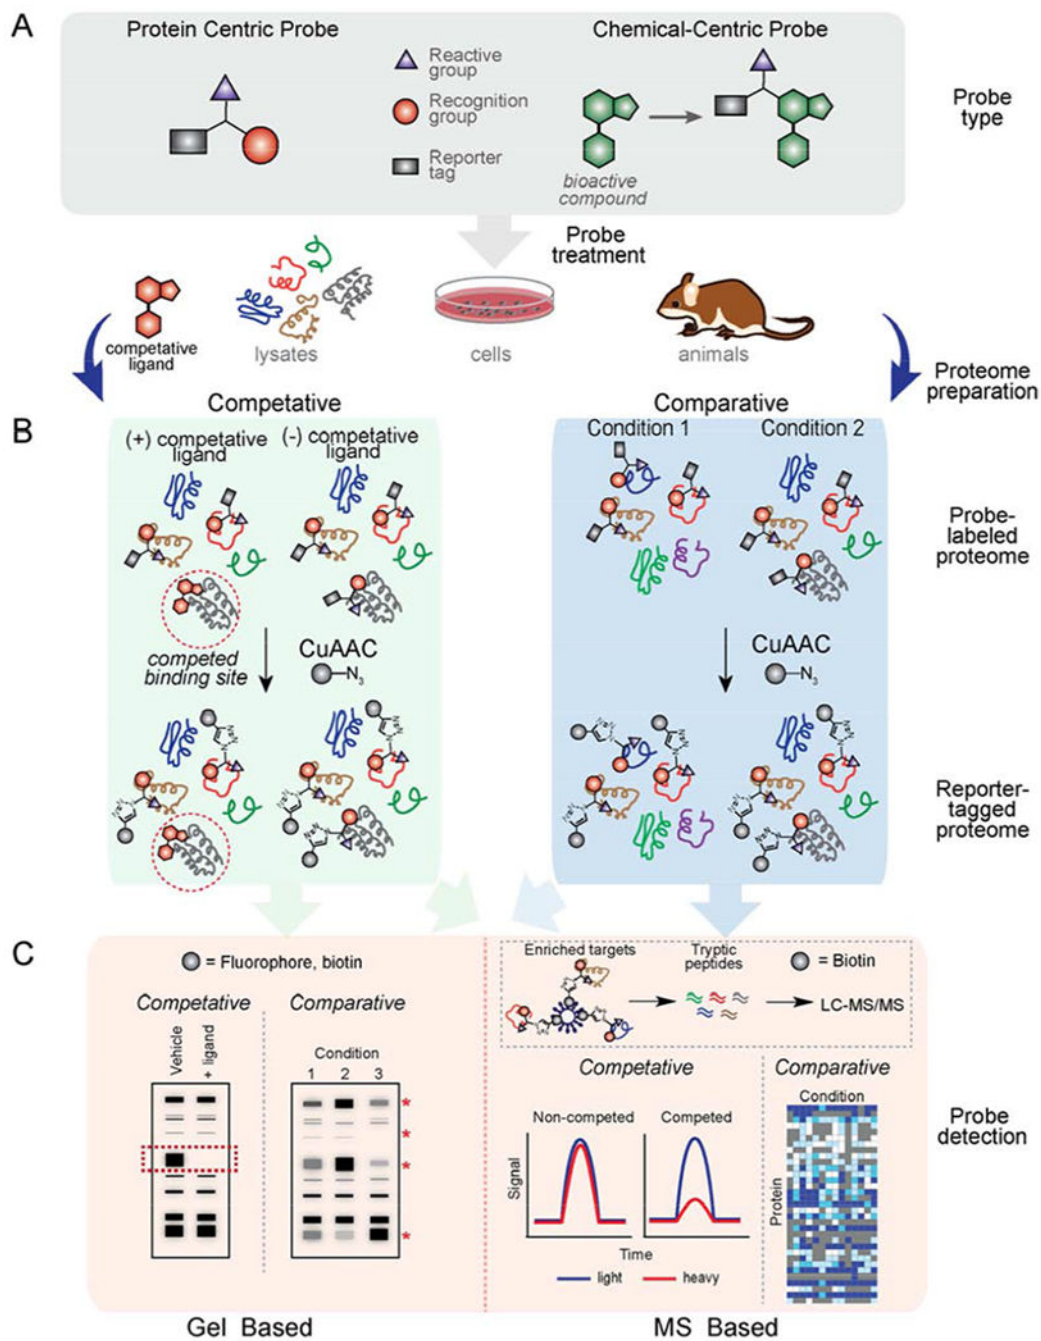 A
Protein Centric Probe
Chemical-Centric Probe
Reactive
group
Recognition
group
Reporter
tag
bioactive
compound
Probe
type
Probe
treatment
competative
ligand
lysates
cells
animals
Proteome
preparation
B
Competative
(+) competative
ligand
(-) competative
ligand
competed
binding site
CuAAC
N3
Comparative
Condition 1
Condition 2
CuAAC
N3
Probe-
labeled
proteome
Reporter-
tagged
proteome
C
= Fluorophore, biotin
Competative
Vehicle
+ ligand
Comparative
Condition
1 2 3
*
*
*
*
Gel Based
Enriched targets
Tryptic
peptides
= Biotin
LC-MS/MS
Competative
Non-competed
Competed
Signal
Time
light
heavy
Comparative
Condition
Protein
MS Based
Probe
detection